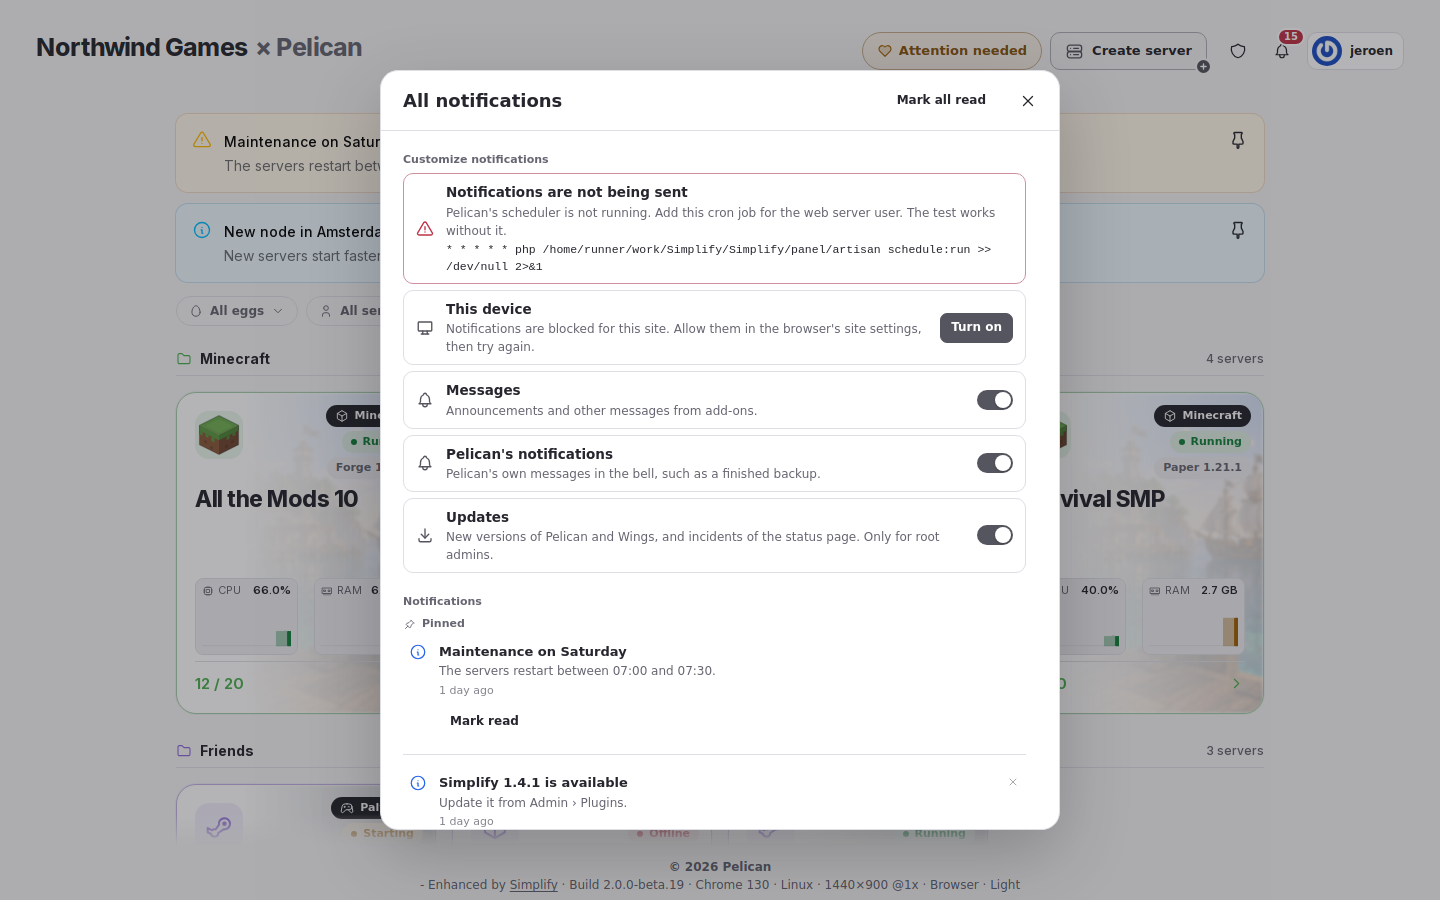 Northwind Games × Pelican
Attention needed
Create server
15
jeroen
All notifications
Mark all read
Maintenance on Satur
The servers restart betw
New node in Amsterda
New servers start faster
All eggs
All ser
Minecraft
4 servers
Customize notifications
Notifications are not being sent
Pelican's scheduler is not running. Add this cron job for the web server user. The test works
without it.
* * * * * php /home/runner/work/Simplify/Simplify/panel/artisan schedule:run >>
/dev/null 2>&1
This device
Notifications are blocked for this site. Allow them in the browser's site settings,
then try again.
Turn on
Messages
Announcements and other messages from add-ons.
Pelican's notifications
Pelican's own messages in the bell, such as a finished backup.
Updates
New versions of Pelican and Wings, and incidents of the status page. Only for root
admins.
Notifications
Pinned
Maintenance on Saturday
The servers restart between 07:00 and 07:30.
1 day ago
Mark read
Simplify 1.4.1 is available
Update it from Admin › Plugins.
1 day ago
Mine
Ru
Forge 1
All the Mods 10
CPU 66.0%
RAM 6
12 / 20
Minecraft
Running
Paper 1.21.1
vival SMP
U 40.0%
RAM 2.7 GB
0
Friends
3 servers
Pal
Starting
Offline
Running
© 2026 Pelican
- Enhanced by Simplify · Build 2.0.0-beta.19 · Chrome 130 · Linux · 1440×900 @1x · Browser · Light